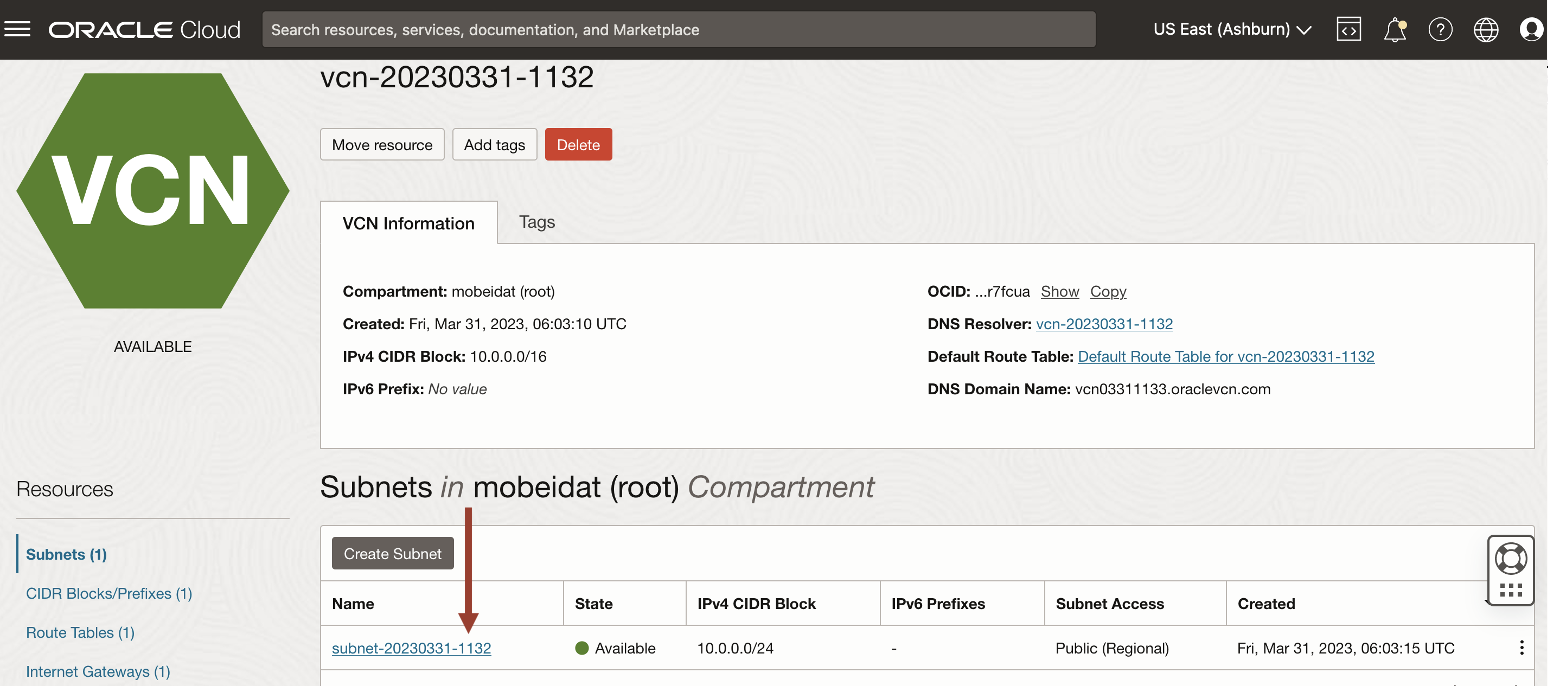 ORACLE Cloud
Search resources, services, documentation, and Marketplace
US East (Ashburn)
VCN
AVAILABLE
vcn-20230331-1132
Move resource
Add tags
Delete
VCN Information
Tags
Compartment: mobeidat (root)
Created: Fri, Mar 31, 2023, 06:03:10 UTC
IPv4 CIDR Block: 10.0.0.0/16
IPv6 Prefix: No value
OCID: ...r7fcua Show Copy
DNS Resolver: vcn-20230331-1132
Default Route Table: Default Route Table for vcn-20230331-1132
DNS Domain Name: vcn03311133.oraclevcn.com
Resources
Subnets (1)
CIDR Blocks/Prefixes (1)
Route Tables (1)
Internet Gateways (1)
Subnets in mobeidat (root) Compartment
Create Subnet
Name State IPv4 CIDR Block IPv6 Prefixes Subnet Access Created
subnet-20230331-1132 Available 10.0.0.0/24 - Public (Regional) Fri, Mar 31, 2023, 06:03:15 UTC